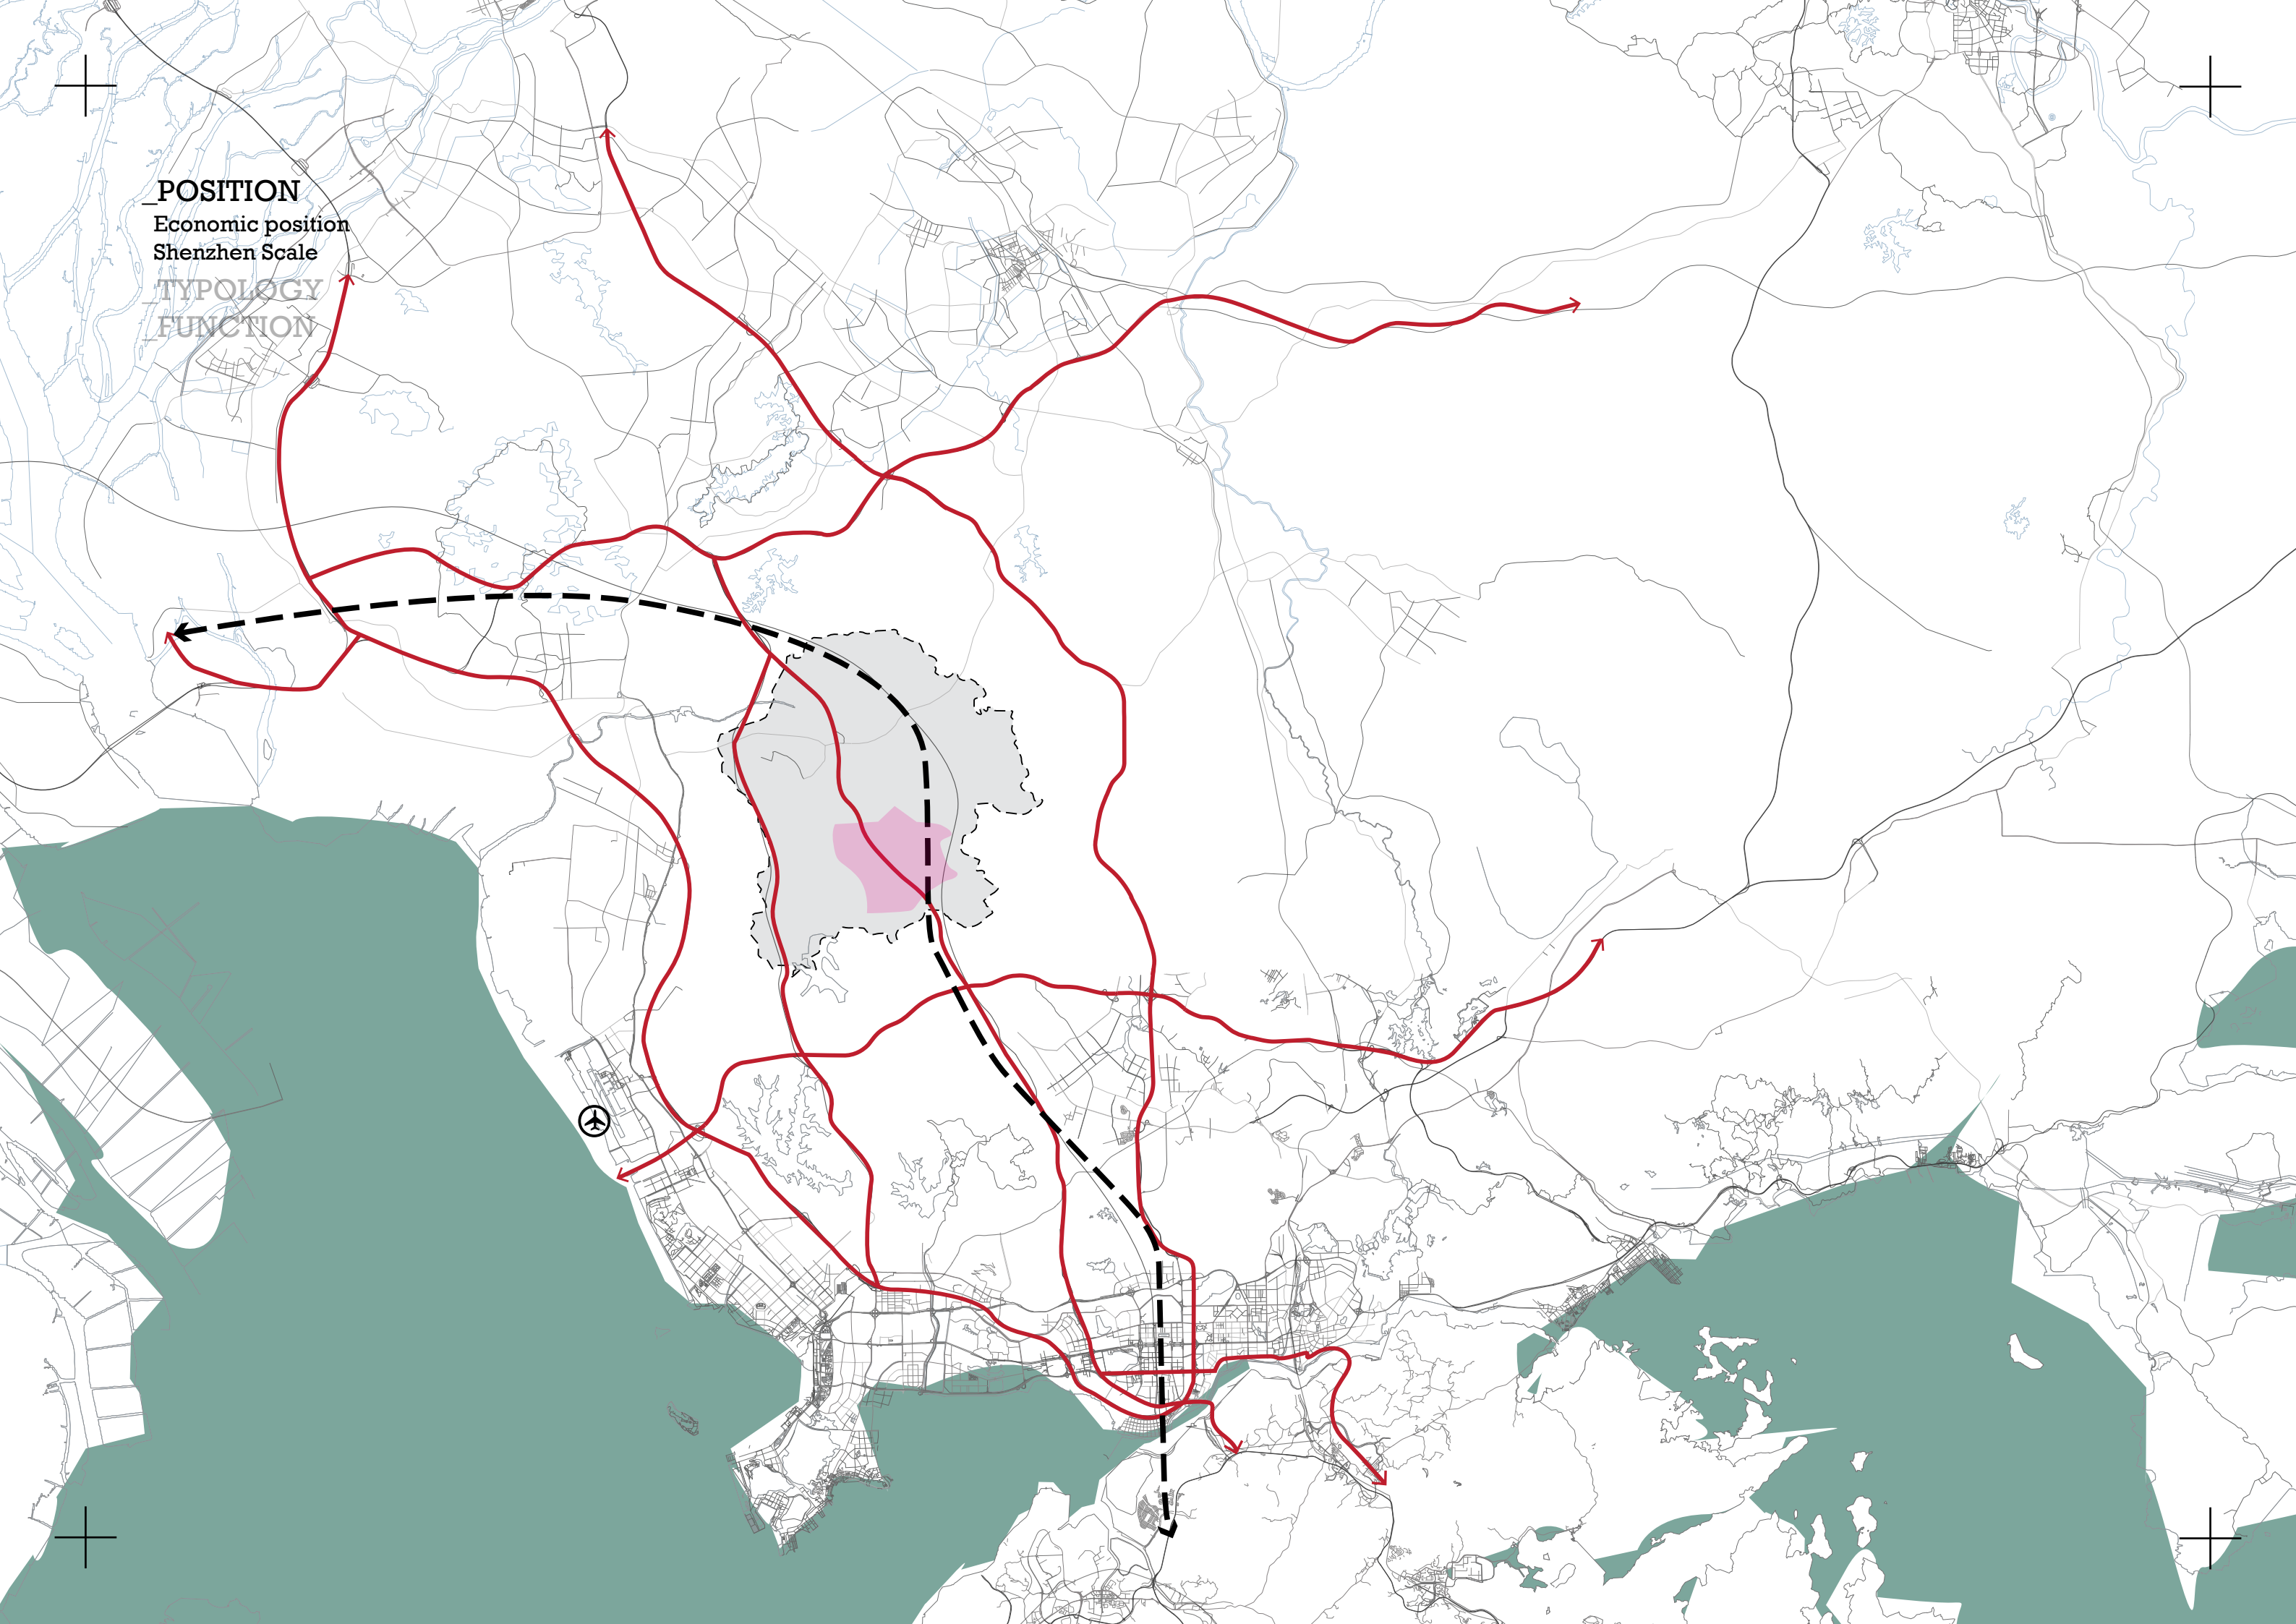 _POSITION
Economic position
Shenzhen Scale
_TYPOLOGY
_FUNCTION